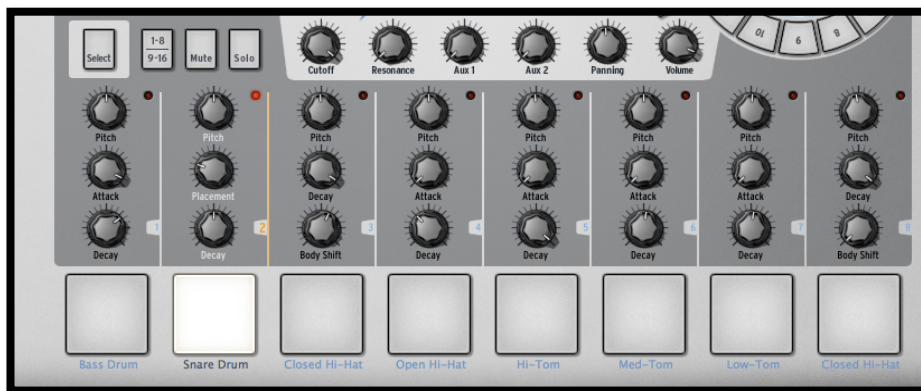 10 9 8
Select 1-8 9-16 Mute Solo
Cutoff Resonance Aux 1 Aux 2 Panning Volume
Pitch Pitch Pitch Pitch Pitch Pitch Pitch Pitch
Attack Placement Decay Attack Attack Attack Attack Decay
1 2 3 4 5 6 7 8
Decay Decay Body Shift Decay Decay Decay Decay Body Shift
Bass Drum Snare Drum Closed Hi-Hat Open Hi-Hat Hi-Tom Med-Tom Low-Tom Closed Hi-Hat